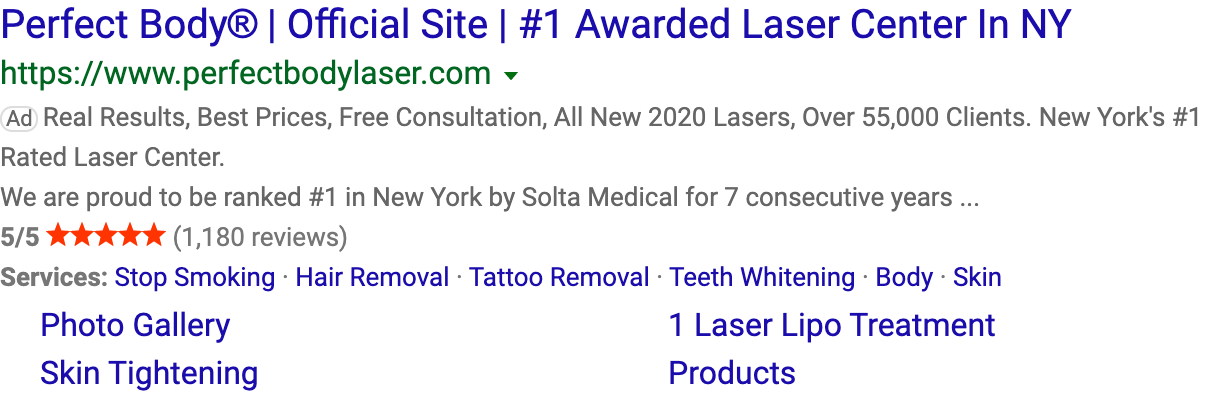 Perfect Body® | Official Site | #1 Awarded Laser Center In NY
https://www.perfectbodylaser.com
Ad Real Results, Best Prices, Free Consultation, All New 2020 Lasers, Over 55,000 Clients. New York's #1
Rated Laser Center.
We are proud to be ranked #1 in New York by Solta Medical for 7 consecutive years ...
5/5 ★★★★★ (1,180 reviews)
Services: Stop Smoking · Hair Removal · Tattoo Removal · Teeth Whitening · Body · Skin
Photo Gallery 1 Laser Lipo Treatment
Skin Tightening Products